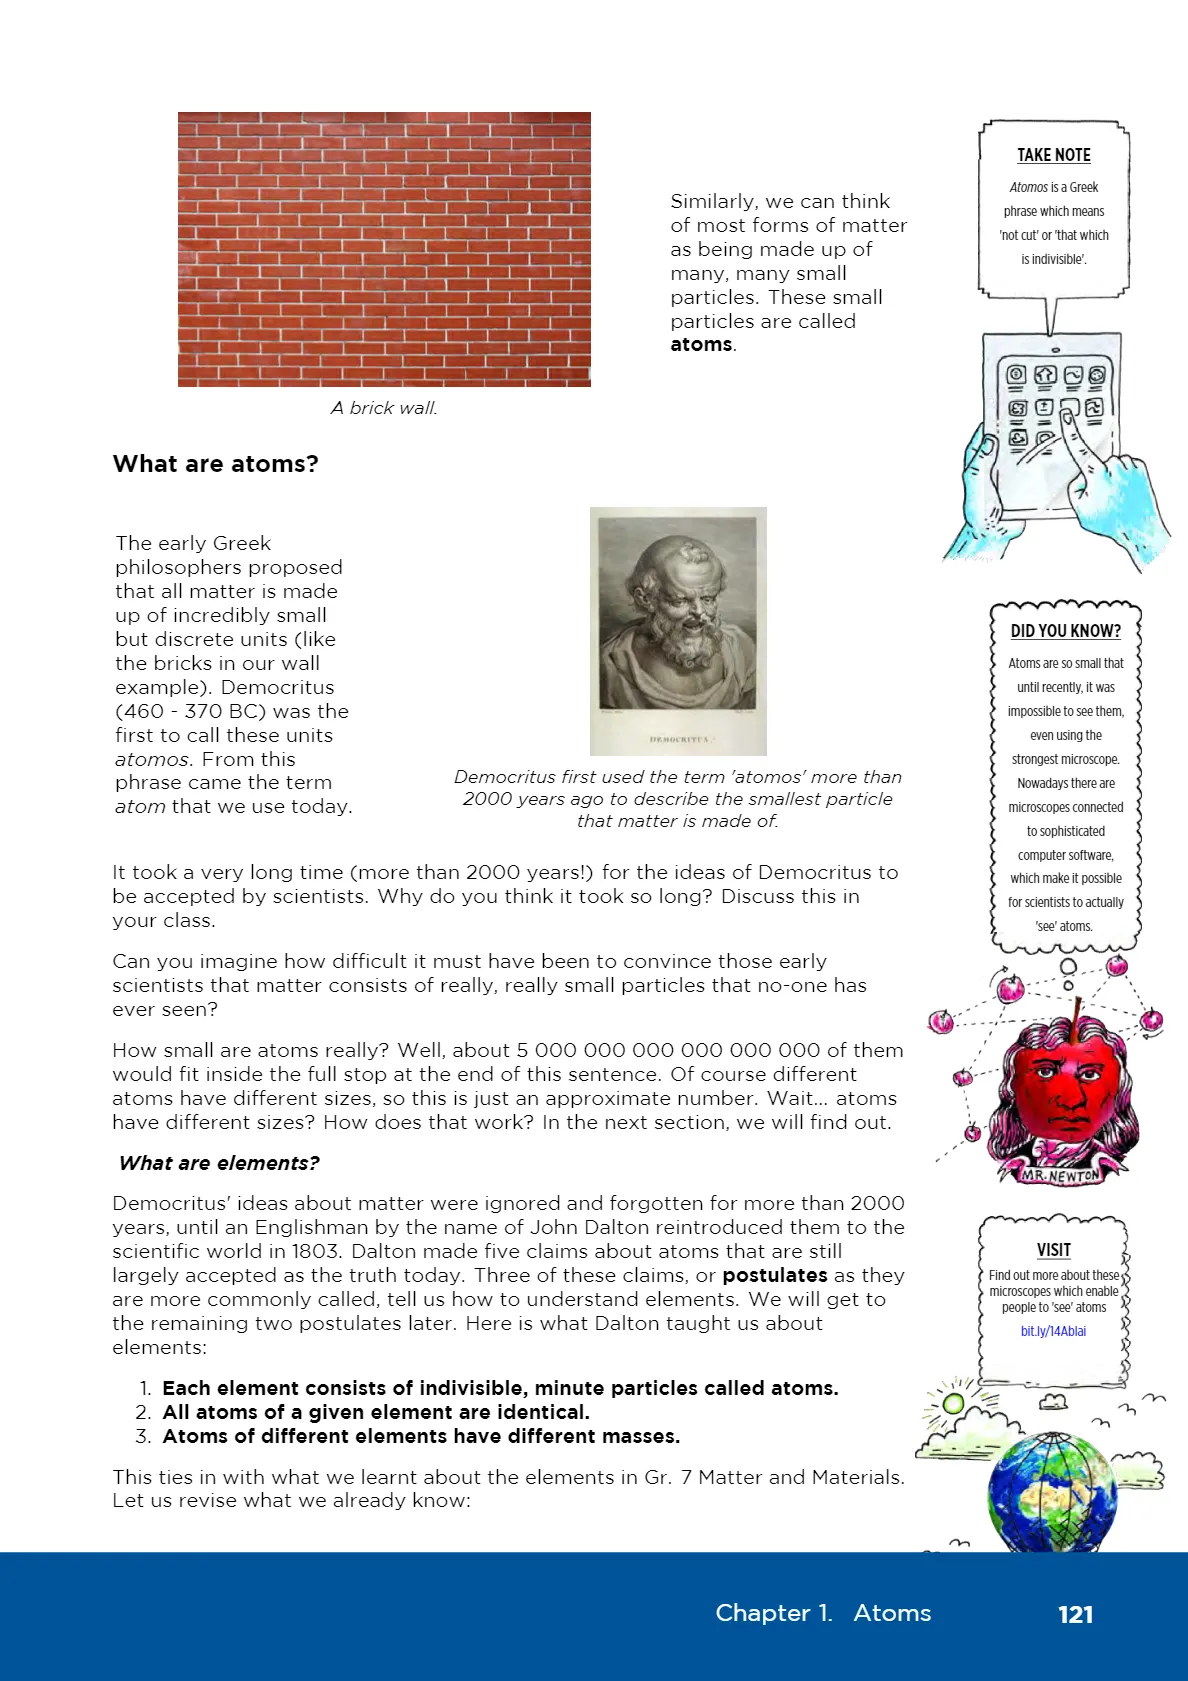 Similarly, we can think
of most forms of matter
as being made up of
many, many small
particles. These small
particles are called
atoms.
A brick wall.
What are atoms?
The early Greek
philosophers proposed
that all matter is made
up of incredibly small
but discrete units (like
the bricks in our wall
example). Democritus
(460 - 370 BC) was the
first to call these units
atomos. From this
phrase came the term
atom that we use today.
DEMOCRITUS.
Democritus first used the term 'atomos' more than
2000 years ago to describe the smallest particle
that matter is made of.
It took a very long time (more than 2000 years!) for the ideas of Democritus to
be accepted by scientists. Why do you think it took so long? Discuss this in
your class.
Can you imagine how difficult it must have been to convince those early
scientists that matter consists of really, really small particles that no-one has
ever seen?
How small are atoms really? Well, about 5 000 000 000 000 000 000 of them
would fit inside the full stop at the end of this sentence. Of course different
atoms have different sizes, so this is just an approximate number. Wait... atoms
have different sizes? How does that work? In the next section, we will find out.
What are elements?
Democritus' ideas about matter were ignored and forgotten for more than 2000
years, until an Englishman by the name of John Dalton reintroduced them to the
scientific world in 1803. Dalton made five claims about atoms that are still
largely accepted as the truth today. Three of these claims, or postulates as they
are more commonly called, tell us how to understand elements. We will get to
the remaining two postulates later. Here is what Dalton taught us about
elements:
1. Each element consists of indivisible, minute particles called atoms.
2. All atoms of a given element are identical.
3. Atoms of different elements have different masses.
This ties in with what we learnt about the elements in Gr. 7 Matter and Materials.
Let us revise what we already know:
TAKE NOTE
Atomos is a Greek
phrase which means
'not cut' or 'that which
is indivisible'.
DID YOU KNOW?
Atoms are so small that
until recently, it was
impossible to see them,
even using the
strongest microscope.
Nowadays there are
microscopes connected
to sophisticated
computer software,
which make it possible
for scientists to actually
'see' atoms.
MR. NEWTON
VISIT
Find out more about these
microscopes which enable
people to 'see' atoms
bit.ly/14AbIai
Chapter 1. Atoms
121